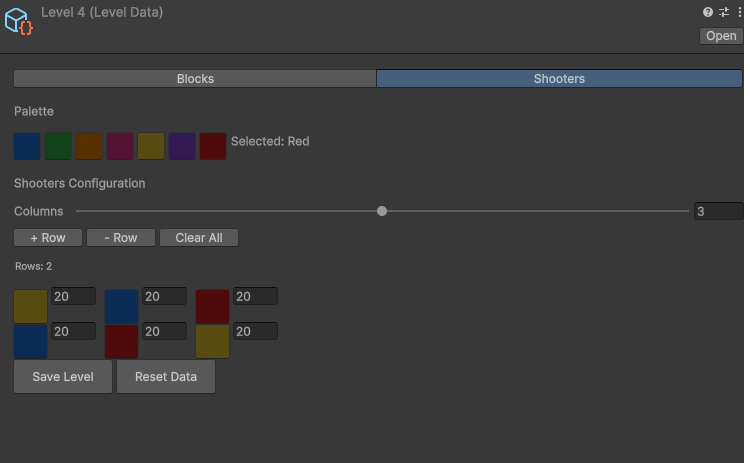 Level 4 (Level Data)
Open
Blocks Shooters
Palette
Selected: Red
Shooters Configuration
Columns 3
+ Row - Row Clear All
Rows: 2
20 20 20
20 20 20
Save Level Reset Data